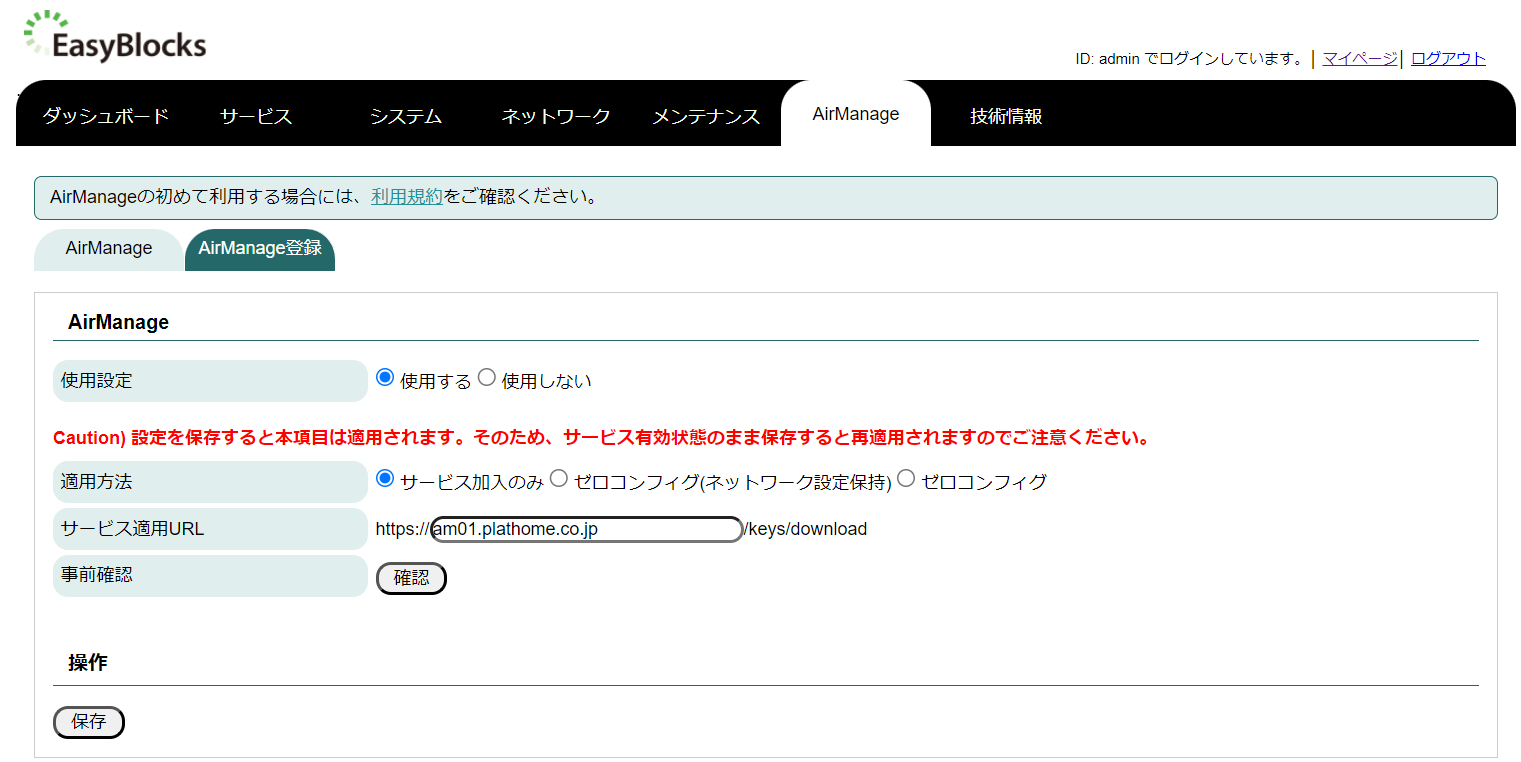 EasyBlocks
ID: admin でログインしています。 | マイページ | ログアウト
ダッシュボード サービス システム ネットワーク メンテナンス AirManage 技術情報
AirManageの初めて利用する場合には、利用規約をご確認ください。
AirManage AirManage登録
AirManage
使用設定 使用する 使用しない
Caution) 設定を保存すると本項目は適用されます。そのため、サービス有効状態のまま保存すると再適用されますのでご注意ください。
適用方法 サービス加入のみ ゼロコンフィグ(ネットワーク設定保持) ゼロコンフィグ
サービス適用URL https://am01.plathome.co.jp/keys/download
事前確認 確認
操作
保存